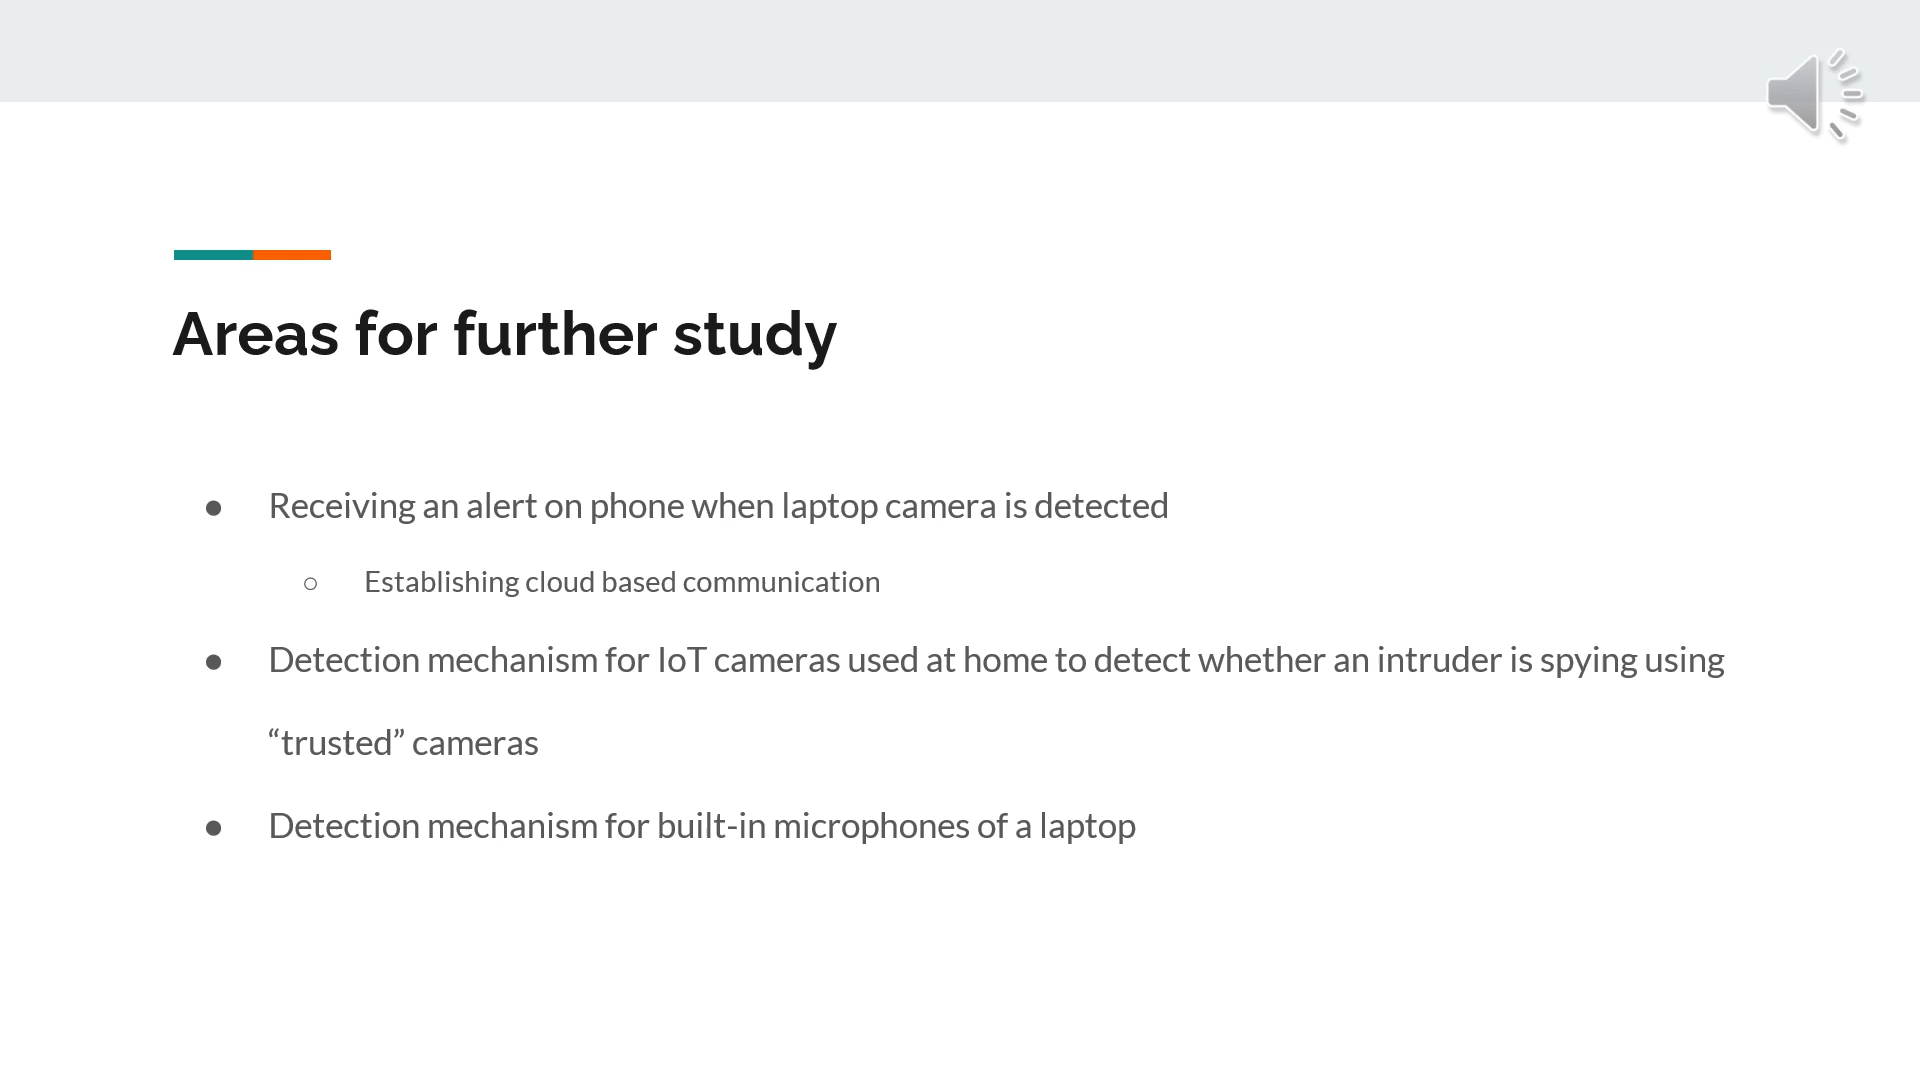 Areas for further study
● Receiving an alert on phone when laptop camera is detected
○ Establishing cloud based communication
● Detection mechanism for IoT cameras used at home to detect whether an intruder is spying using
“trusted” cameras
● Detection mechanism for built-in microphones of a laptop